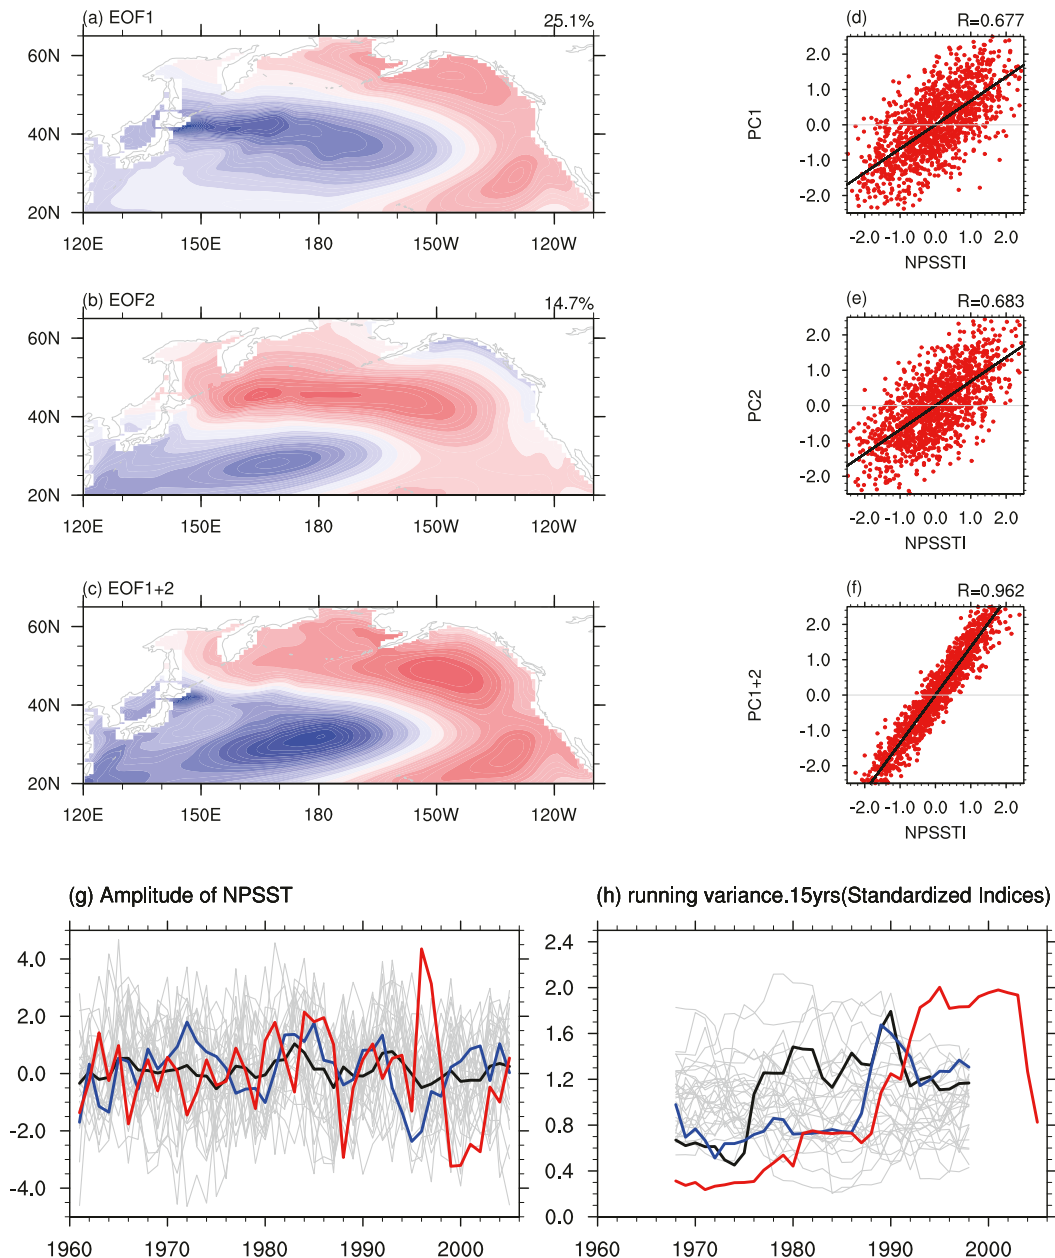 (a) EOF1 25.1%
60N
40N
20N
120E 150E 180 150W 120W
(d) R=0.677
2.0
1.0
0.0
-1.0
-2.0
PC1
-2.0 -1.0 0.0 1.0 2.0
NPSSTI
(b) EOF2 14.7%
60N
40N
20N
120E 150E 180 150W 120W
(e) R=0.683
2.0
1.0
0.0
-1.0
-2.0
PC2
-2.0 -1.0 0.0 1.0 2.0
NPSSTI
(c) EOF1+2
60N
40N
20N
120E 150E 180 150W 120W
(f) R=0.962
2.0
1.0
0.0
-1.0
-2.0
PC1+2
-2.0 -1.0 0.0 1.0 2.0
NPSSTI
(g) Amplitude of NPSST
4.0
2.0
0.0
-2.0
-4.0
1960 1970 1980 1990 2000
(h) running variance.15yrs(Standardized Indices)
2.4
2.0
1.6
1.2
0.8
0.4
0.0
1960 1970 1980 1990 2000